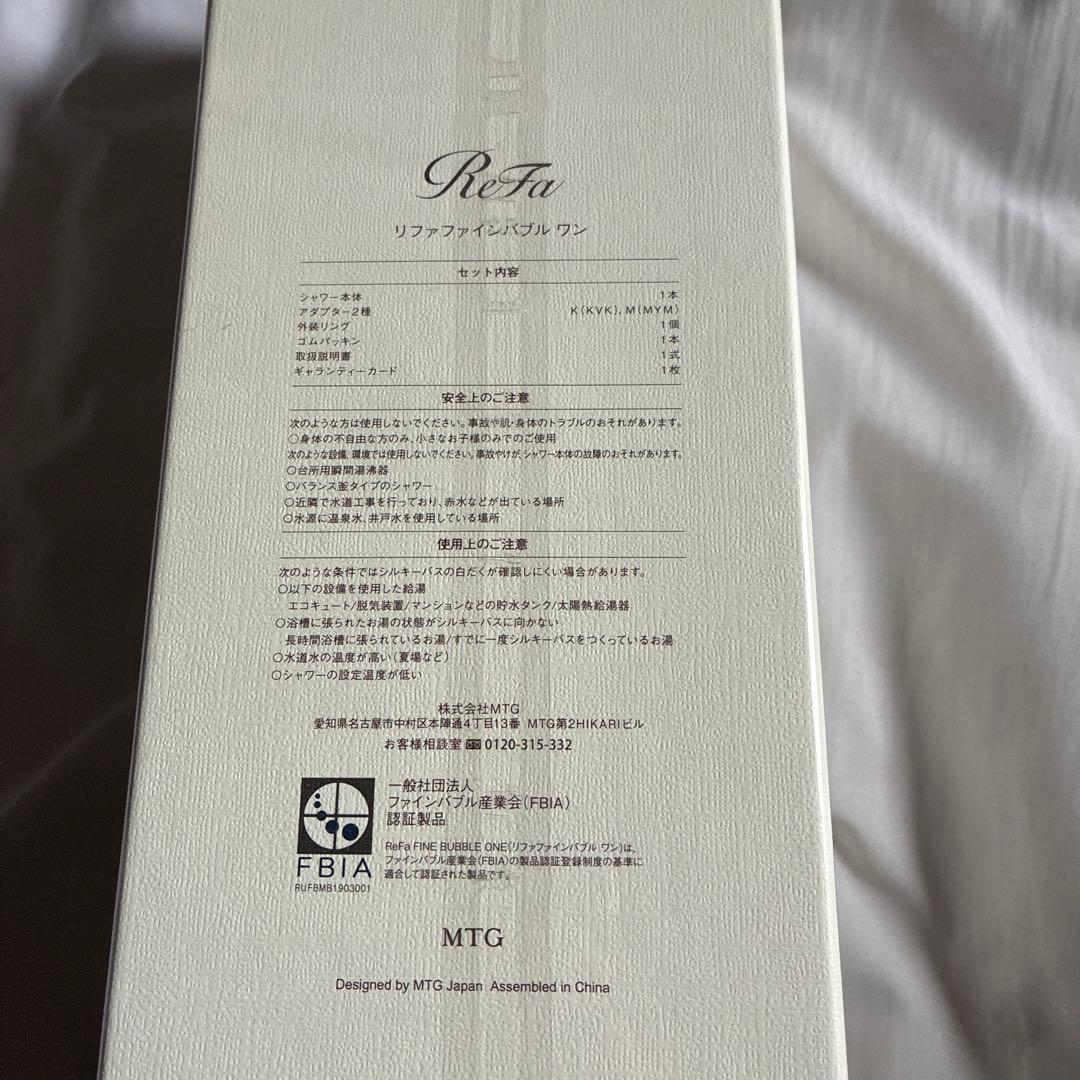 ReFa
リファファインバブル ワン
セット内容
シャワー本体 1本
アダプター2種 K(KVK)、M(MYM)
外装リング 1個
ゴムパッキン 1本
取扱説明書 1式
ギャランティーカード 1枚
安全上のご注意
次のような方は使用しないでください。事故や肌・身体のトラブルのおそれがあります。
○身体の不自由な方のみ、小さなお子様のみでのご使用
次のような設備、環境では使用しないでください。事故やけが、シャワー本体の故障のおそれがあります。
○台所用瞬間湯沸器
○バランス釜タイプのシャワー
○近隣で水道工事を行っており、赤水などが出ている場所
○水源に温泉水、井戸水を使用している場所
使用上のご注意
次のような条件ではシルキーバスの白だくが確認しにくい場合があります。
○以下の設備を使用した給湯
エコキュート/脱気装置/マンションなどの貯水タンク/太陽熱給湯器
○浴槽に張られたお湯の状態がシルキーバスに向かない
長時間浴槽に張られているお湯/すでに一度シルキーバスをつくっているお湯
○水道水の温度が高い(夏場など)
○シャワーの設定温度が低い
株式会社MTG
愛知県名古屋市中村区本陣通4丁目13番 MTG第2HIKARIビル
お客様相談室 0120-315-332
一般社団法人
ファインバブル産業会(FBIA)
認証製品
ReFa FINE BUBBLE ONE(リファファインバブル ワン)は、
ファインバブル産業会(FBIA)の製品認証登録制度の基準に
適合して認証された製品です。
FBIA
RUFBMB1903001
MTG
Designed by MTG Japan Assembled in China